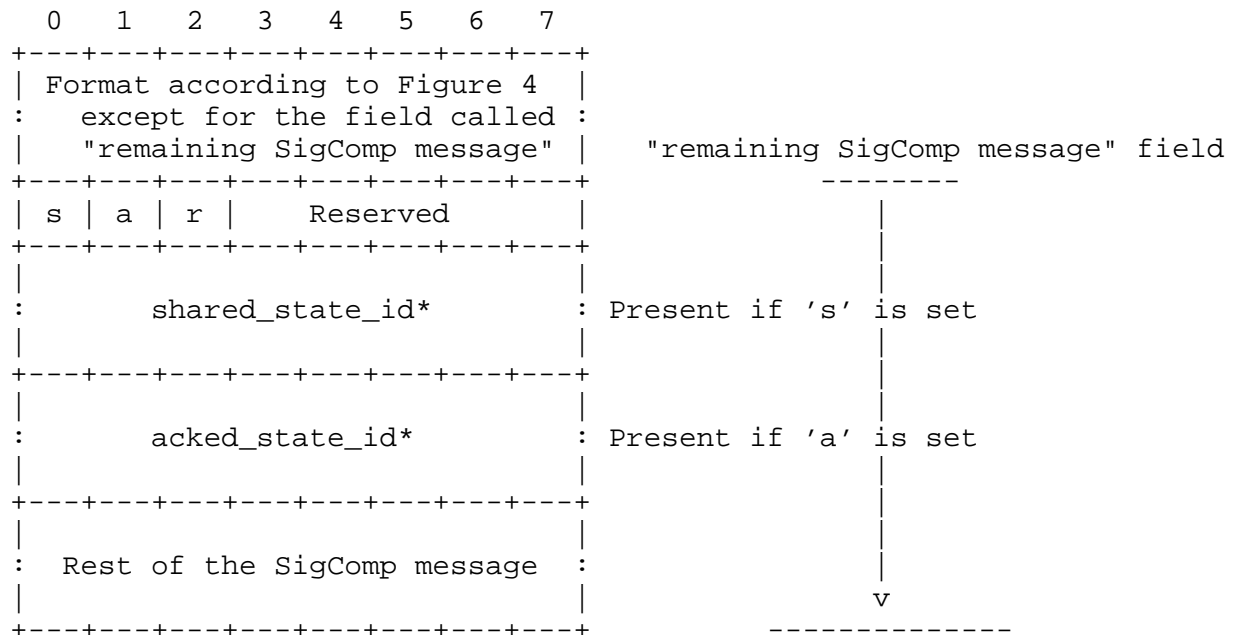 0   1   2   3   4   5   6   7
+---+---+---+---+---+---+---+---+
|  Format according to Figure 4  |
:   except for the field called :
|   "remaining SigComp message" |   "remaining SigComp message" field
+---+---+---+---+---+---+---+---+             --------
| s | a | r |    Reserved       |                |
+---+---+---+---+---+---+---+---+                |
|                               |                |
:       shared_state_id*        : Present if ’s’ is set
|                               |                |
+---+---+---+---+---+---+---+---+                |
|                               |                |
:       acked_state_id*         : Present if ’a’ is set
|                               |                |
+---+---+---+---+---+---+---+---+                |
|                               |                |
:  Rest of the SigComp message  :                |
|                               |                v
+---+---+---+---+---+---+---+---+          --------------